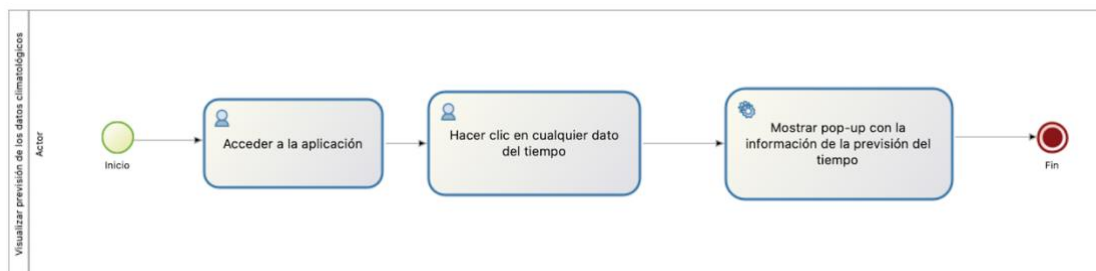 Visualizar previsión de los datos climatológicos
Actor
Inicio
Acceder a la aplicación
Hacer clic en cualquier dato
del tiempo
Mostrar pop-up con la
información de la previsión del
tiempo
Fin